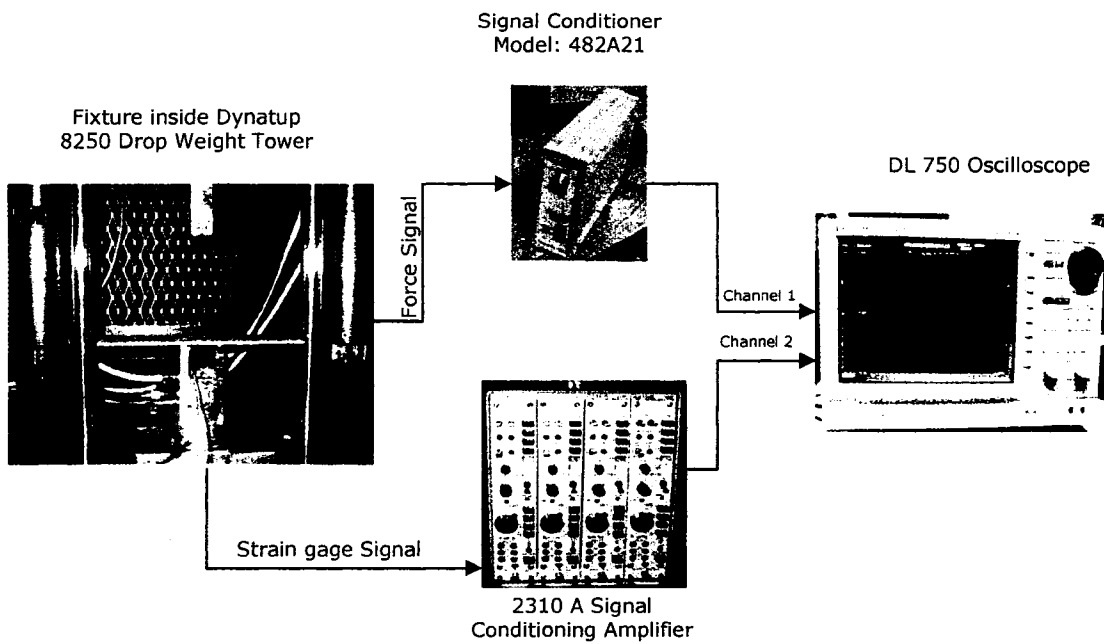 Signal Conditioner
Model: 482A21
Fixture inside Dynatup
8250 Drop Weight Tower
DL 750 Oscilloscope
Force Signal
Channel 1
Channel 2
Strain gage Signal
2310 A Signal
Conditioning Amplifier